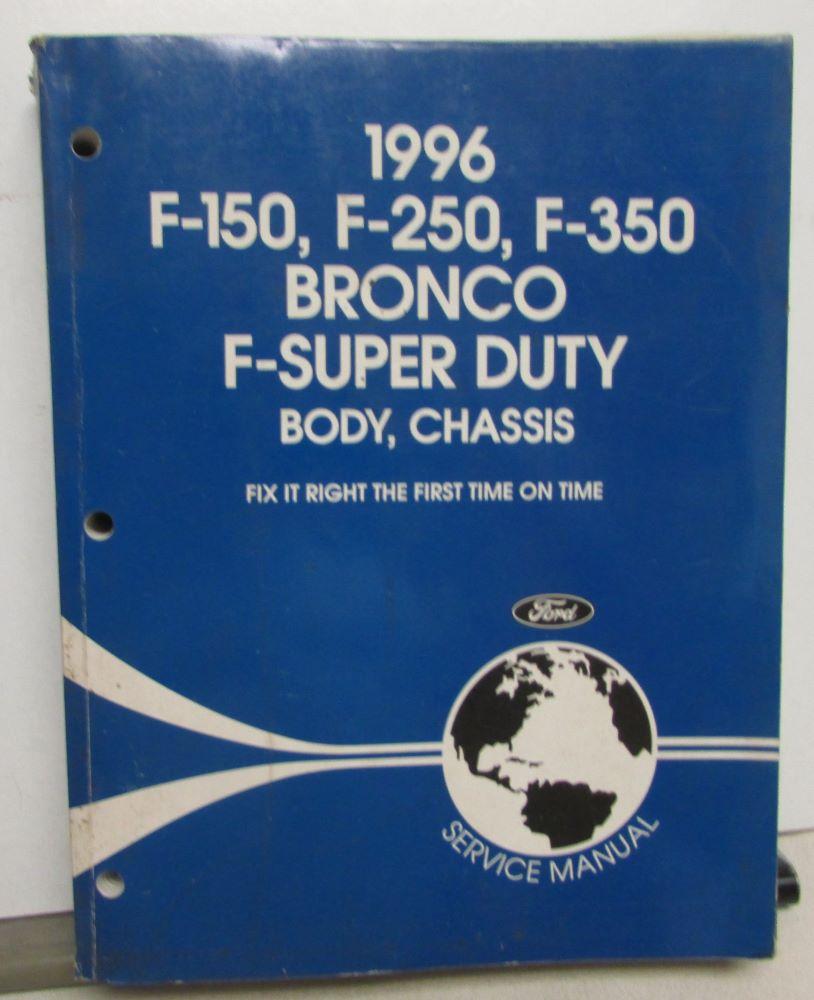 1996
F-150, F-250, F-350
BRONCO
F-SUPER DUTY
BODY, CHASSIS
FIX IT RIGHT THE FIRST TIME ON TIME
Ford
SERVICE MANUAL